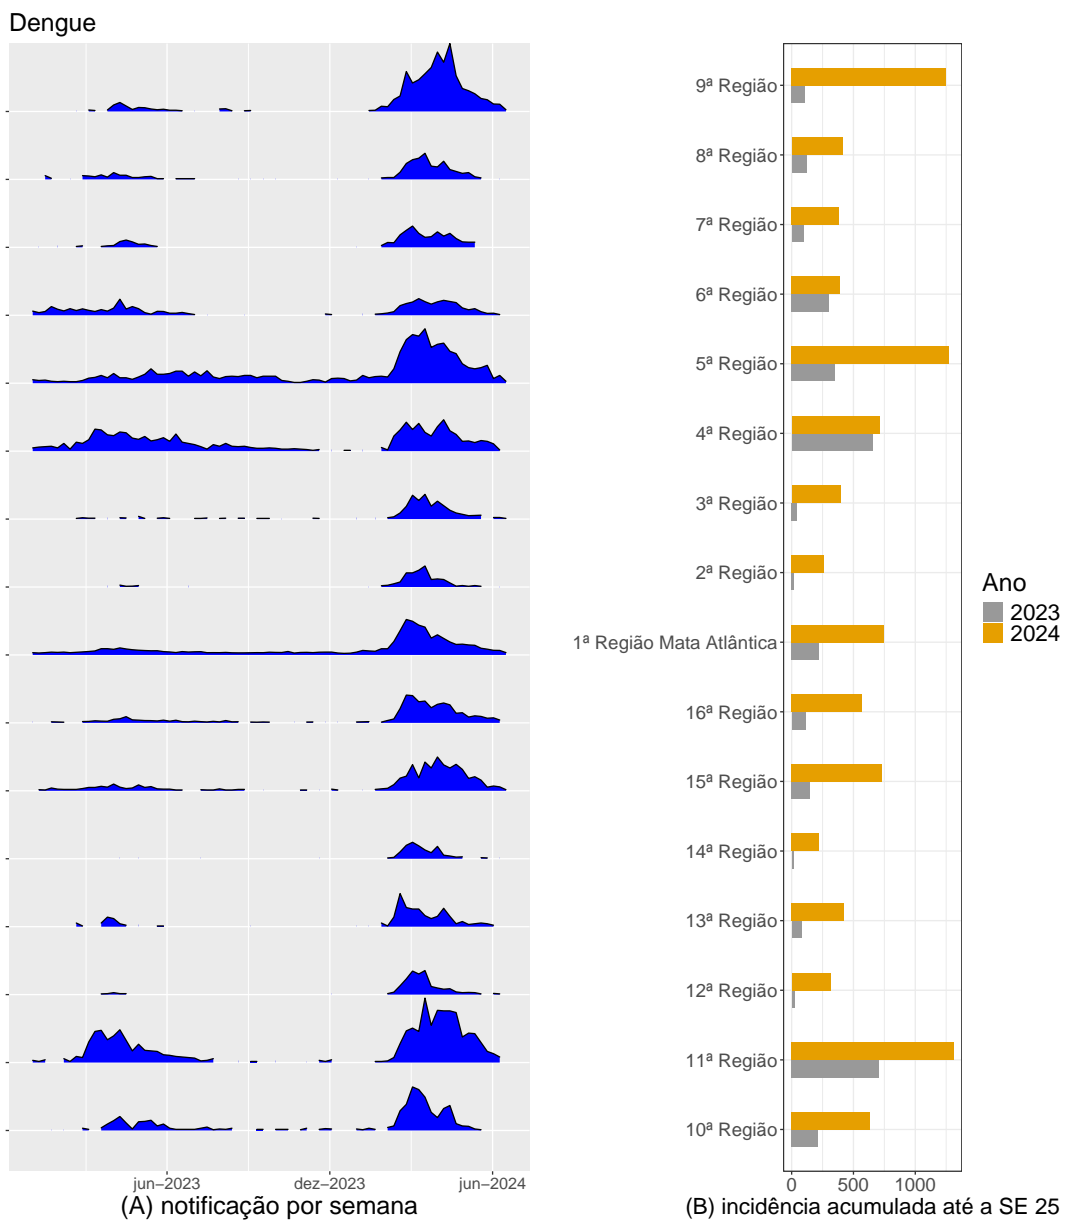 Dengue
9ª Região
8ª Região
7ª Região
6ª Região
5ª Região
4ª Região
3ª Região
2ª Região
1ª Região Mata Atlântica
16ª Região
15ª Região
14ª Região
13ª Região
12ª Região
11ª Região
10ª Região
Ano
2023
2024
jun−2023 dez−2023 jun−2024
(A) notificação por semana
0 500 1000
(B) incidência acumulada até a SE 25